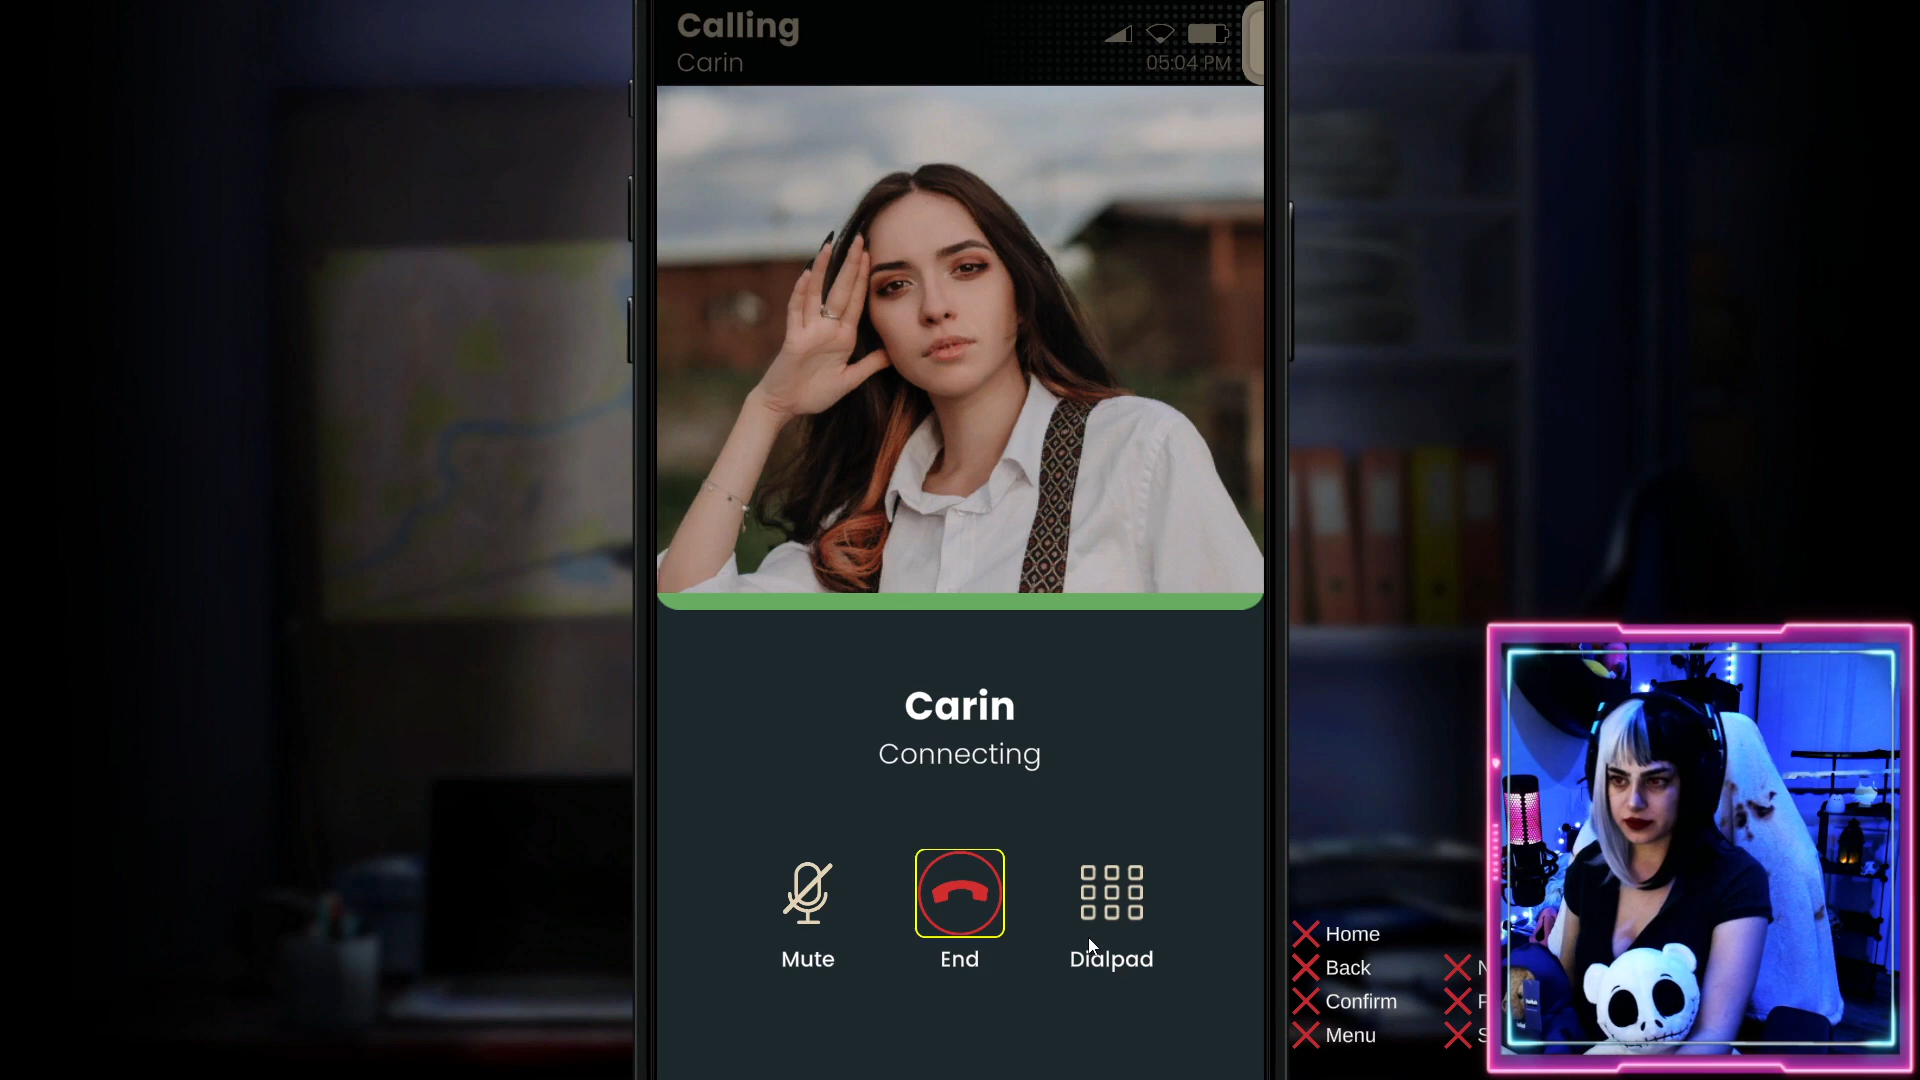 Calling
Carin
05:04 PM
Carin
Connecting
Mute
End
Dialpad
Home
Back
Confirm
Menu